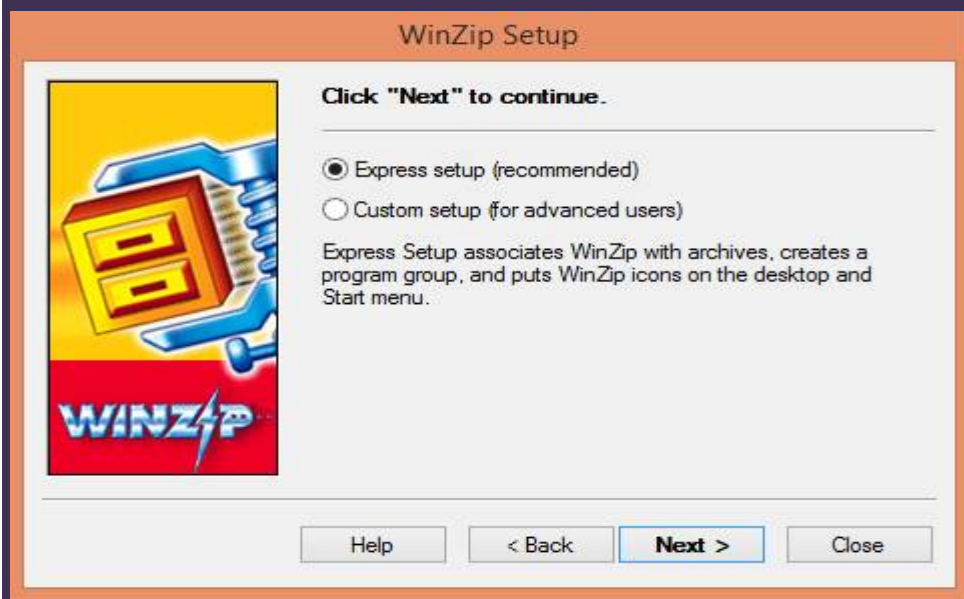 WinZip Setup
Click "Next" to continue.
Express setup (recommended)
Custom setup (for advanced users)
Express Setup associates WinZip with archives, creates a
program group, and puts WinZip icons on the desktop and
Start menu.
WINZIP
Help
< Back
Next >
Close